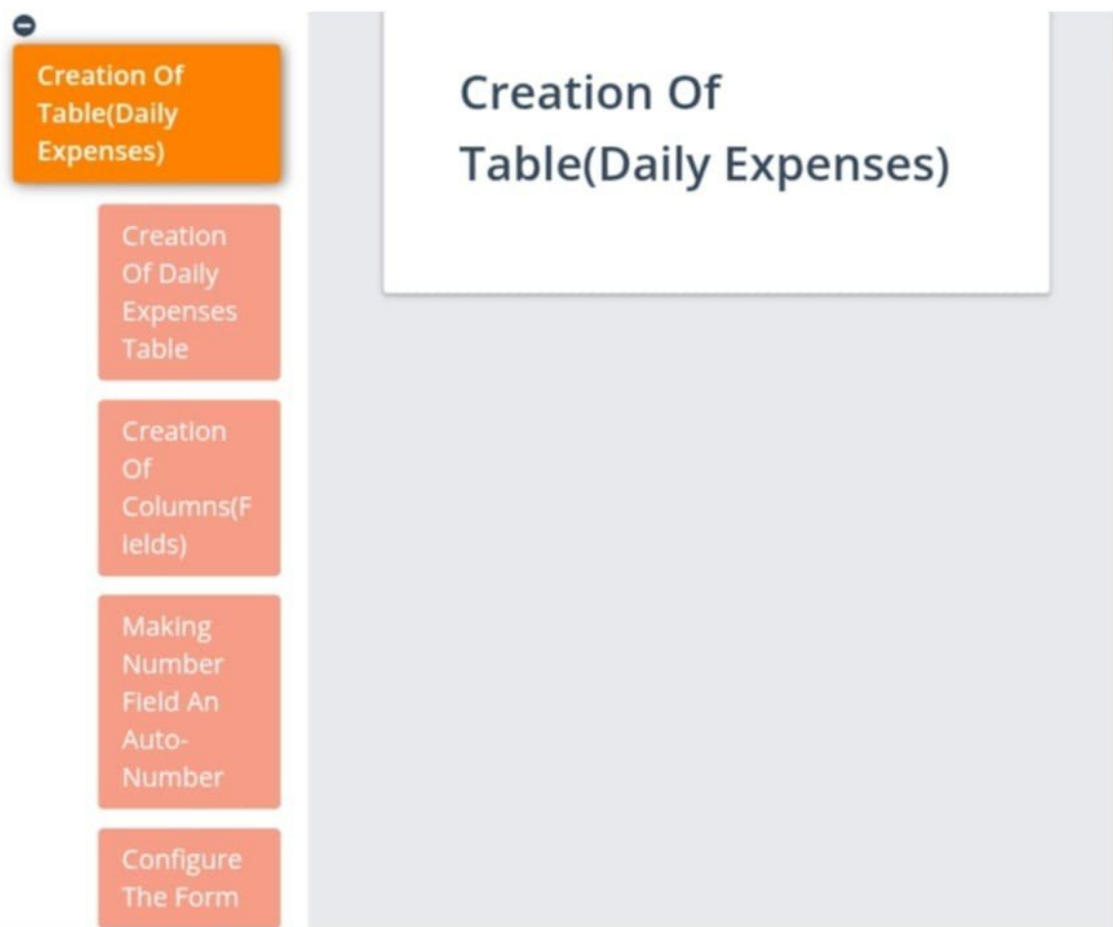 Creation Of
Table(Daily
Expenses)
Creation
Of Daily
Expenses
Table
Creation
Of
Columns(F
ields)
Making
Number
Field An
Auto-
Number
Configure
The Form
Creation Of
Table(Daily Expenses)